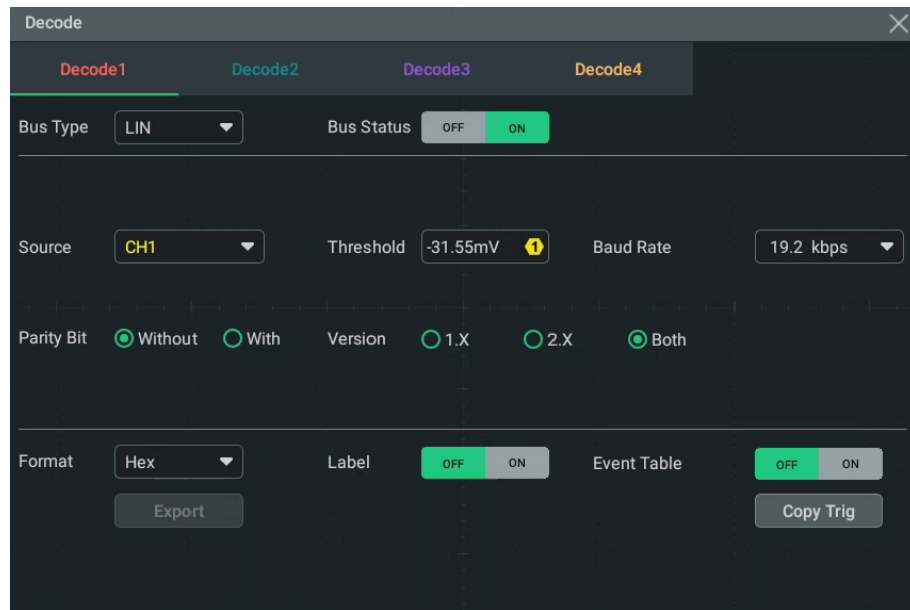 Decode
Decode1 Decode2 Decode3 Decode4
Bus Type LIN Bus Status OFF ON
Source CH1 Threshold -31.55mV 1 Baud Rate 19.2 kbps
Parity Bit Without With Version 1.X 2.X Both
Format Hex Label OFF ON Event Table OFF ON
Export Copy Trig